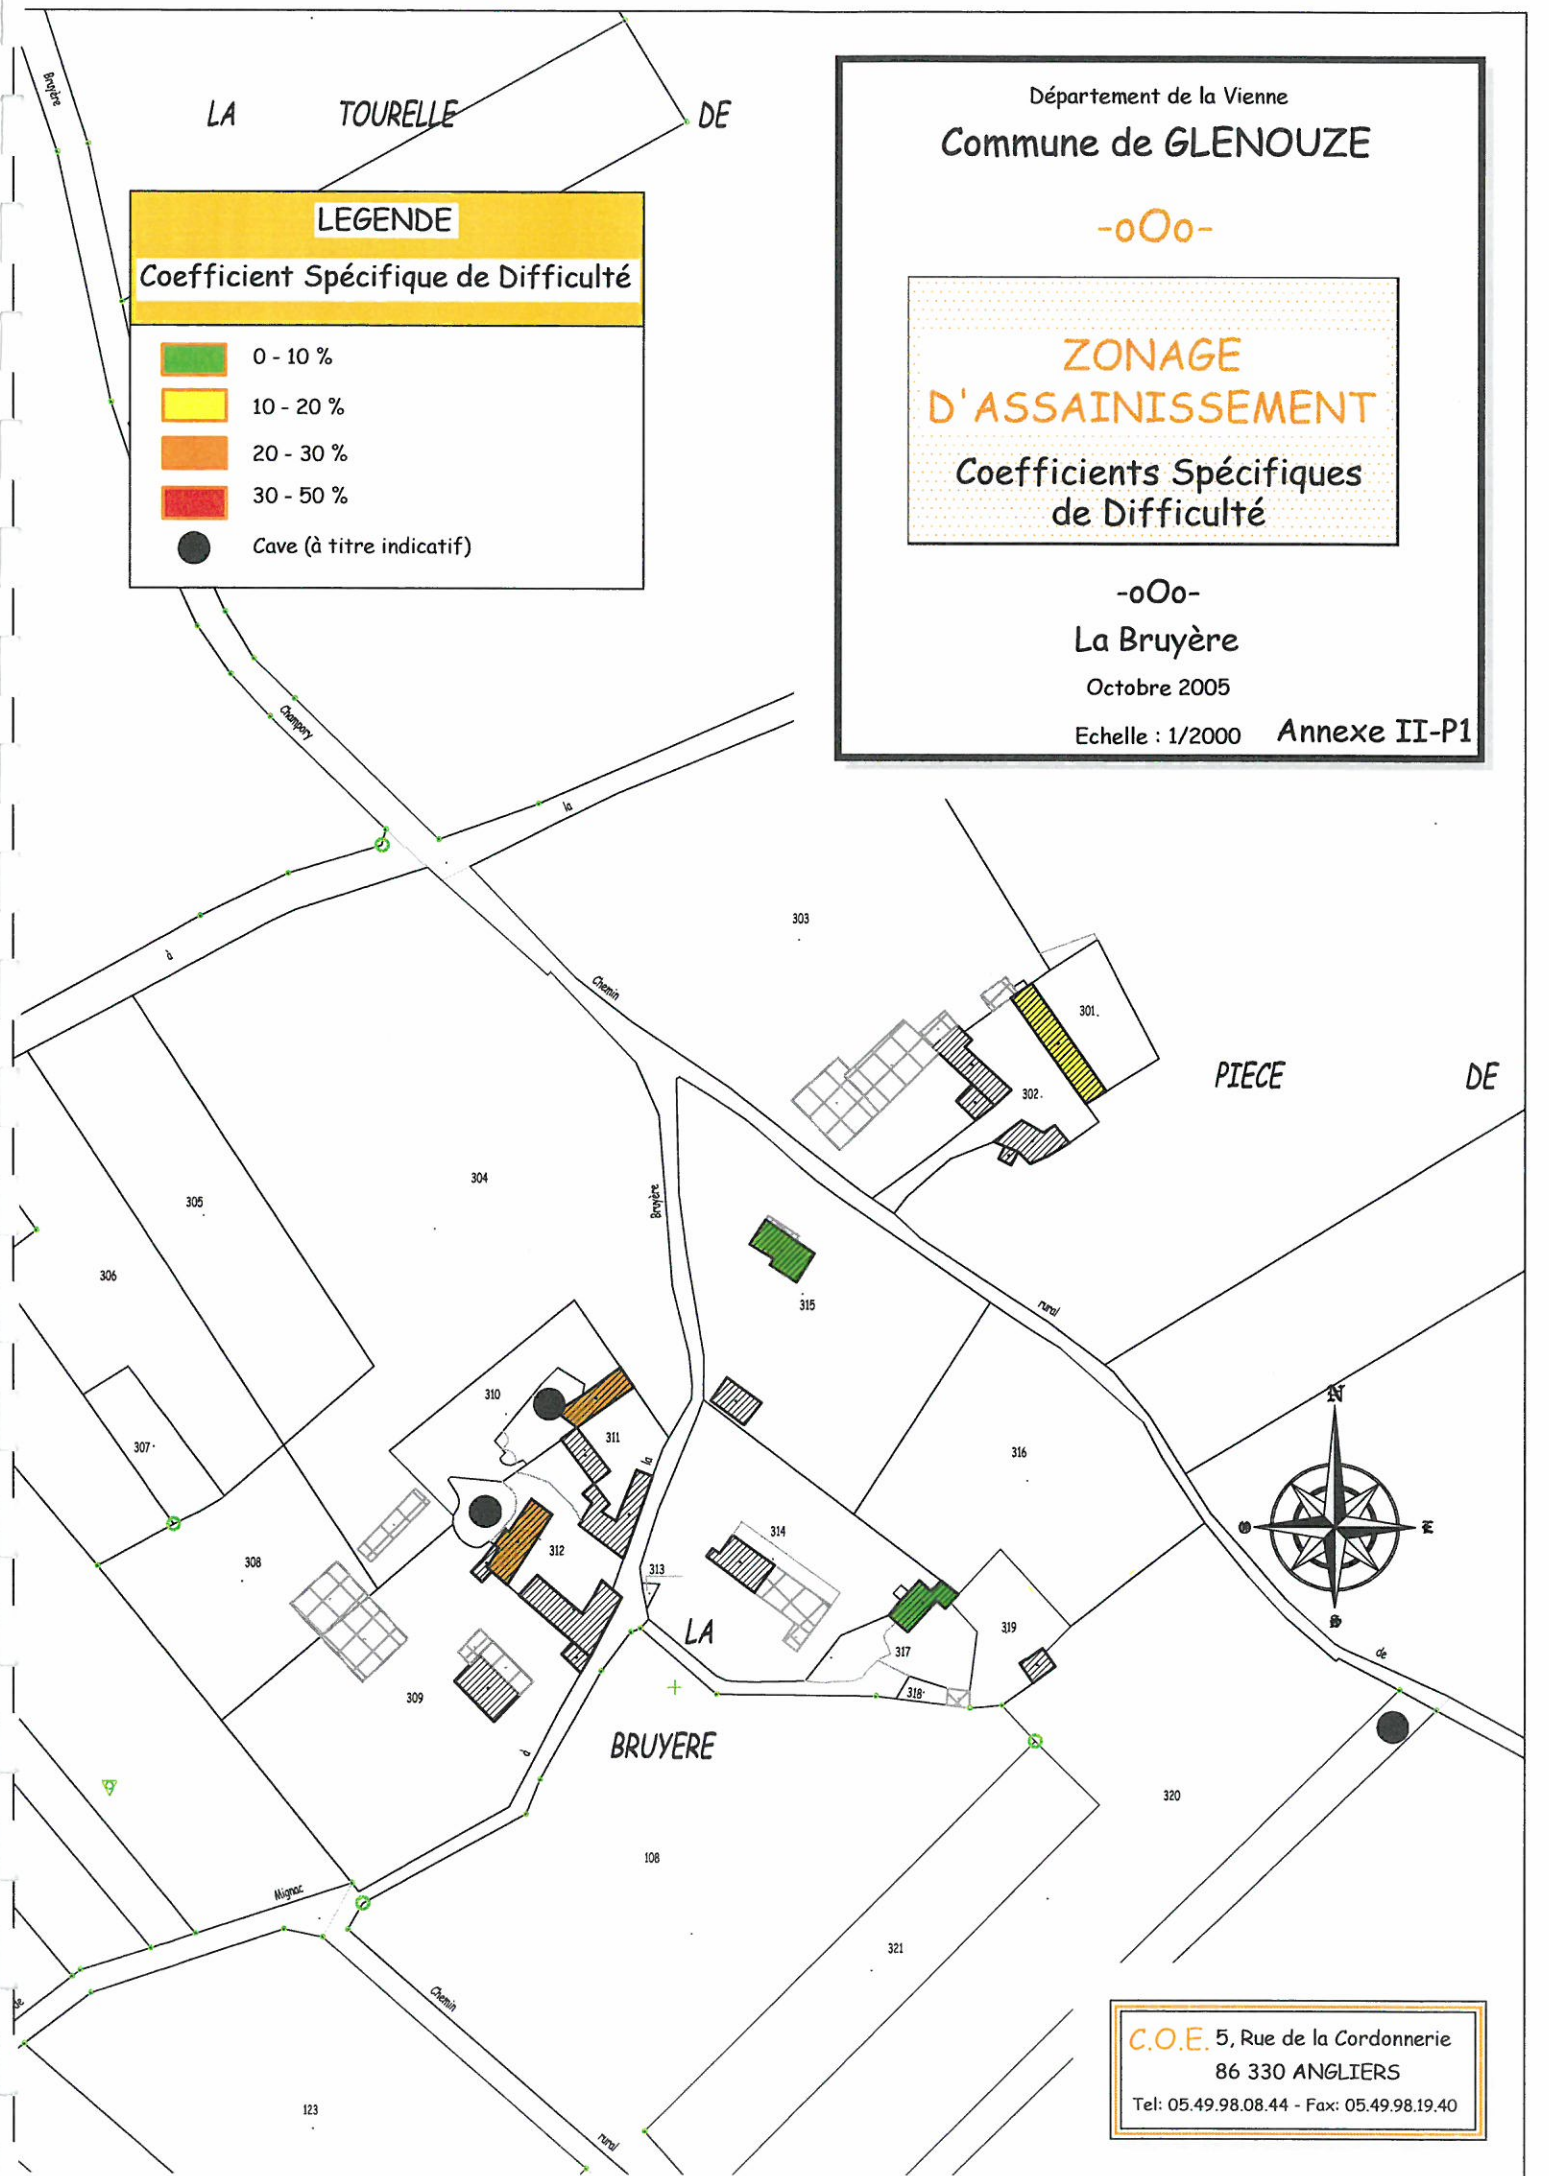 Bruyère
LA TOURELLE DE
LEGENDE
Coefficient Spécifique de Difficulté
0 - 10 %
10 - 20 %
20 - 30 %
30 - 50 %
Cave (à titre indicatif)
Département de la Vienne
Commune de GLENOUZE
-oOo-
ZONAGE
D'ASSAINISSEMENT
Coefficients Spécifiques
de Difficulté
-oOo-
La Bruyère
Octobre 2005
Echelle : 1/2000 Annexe II-P1
Champory
la
à
303
Chemin
301
302
PIECE DE
304
305
Bruyère
306
315
rural
310
311
307
316
la
N
O E
S
314
308
312
313
LA
319
317
318
de
309
à
BRUYERE
320
108
Mignac
321
Chemin
de
123
rural
C.O.E. 5, Rue de la Cordonnerie
86 330 ANGLIERS
Tel: 05.49.98.08.44 - Fax: 05.49.98.19.40